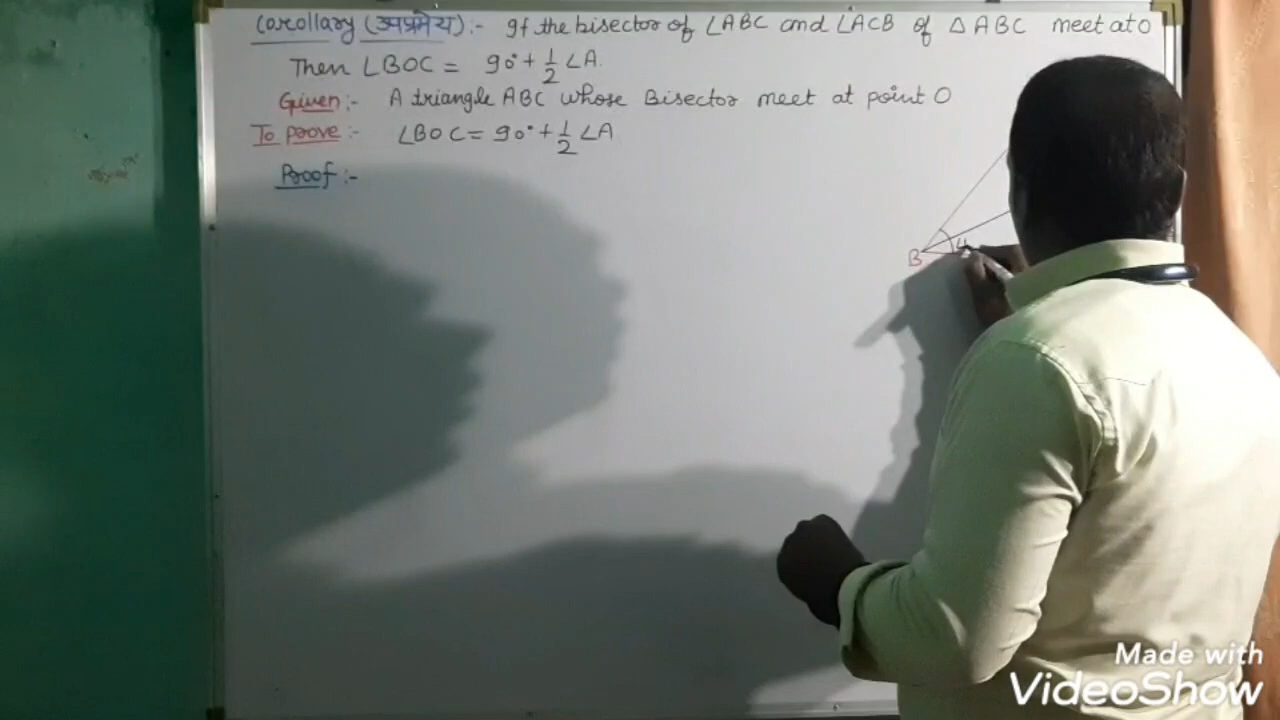 Corollary (उपप्रमेय):- If the bisector of ∠ABC and ∠ACB of △ABC meet at O
Then ∠BOC = 90° + 1/2 ∠A.
Given:- A triangle ABC whose Bisector meet at point O
To prove:- ∠BOC = 90° + 1/2 ∠A
Proof:-
B
Made with
VideoShow